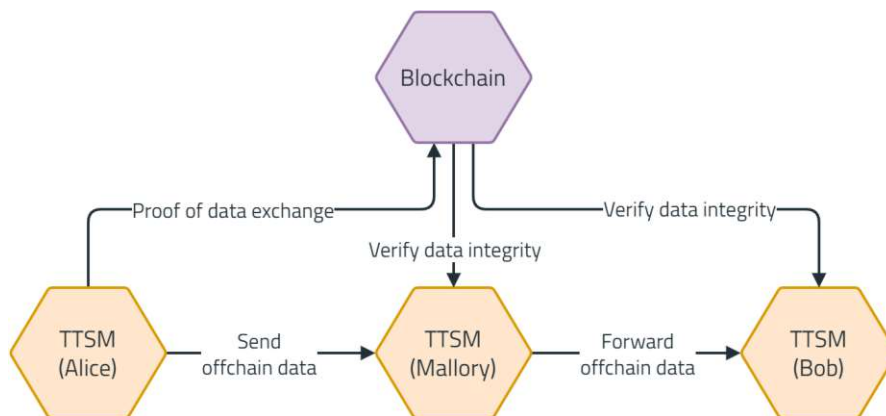 Blockchain
Proof of data exchange
Verify data integrity
Verify data integrity
TTSM
(Alice)
Send
offchain data
TTSM
(Mallory)
Forward
offchain data
TTSM
(Bob)